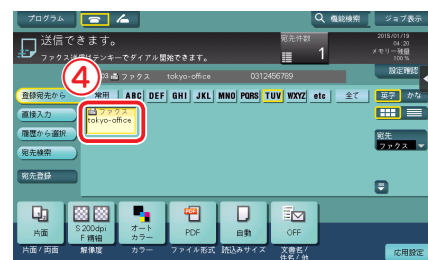 プログラム
機能検索
ジョブ表示
送信できます。
ファクス送信はテンキーでダイアル開始できます。
宛先件数
1
2015/01/19
04:20
メモリー残量
100 %
④
03 ファクス tokyo-office 0312456789
設定確認
登録宛先から
常用 ABC DEF GHI JKL MNO PQRS TUV WXYZ etc 全て
英字 かな
直接入力
ファクス
tokyo-office
履歴から選択
宛先検索
宛先
ファクス
宛先登録
片面
S 200dpi
F 精細
オート
カラー
PDF
自動
OFF
片面/両面
解像度
カラー
ファイル形式
読込みサイズ
文書名/
件名/他
応用設定